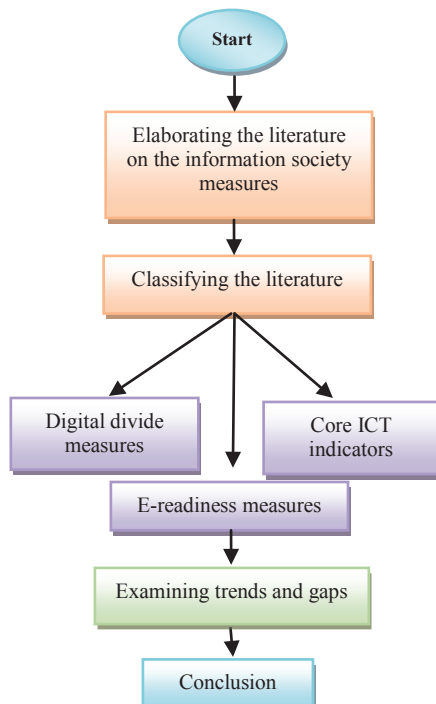 Start
Elaborating the literature
on the information society
measures
Classifying the literature
Digital divide
measures
Core ICT
indicators
E-readiness measures
Examining trends and gaps
Conclusion